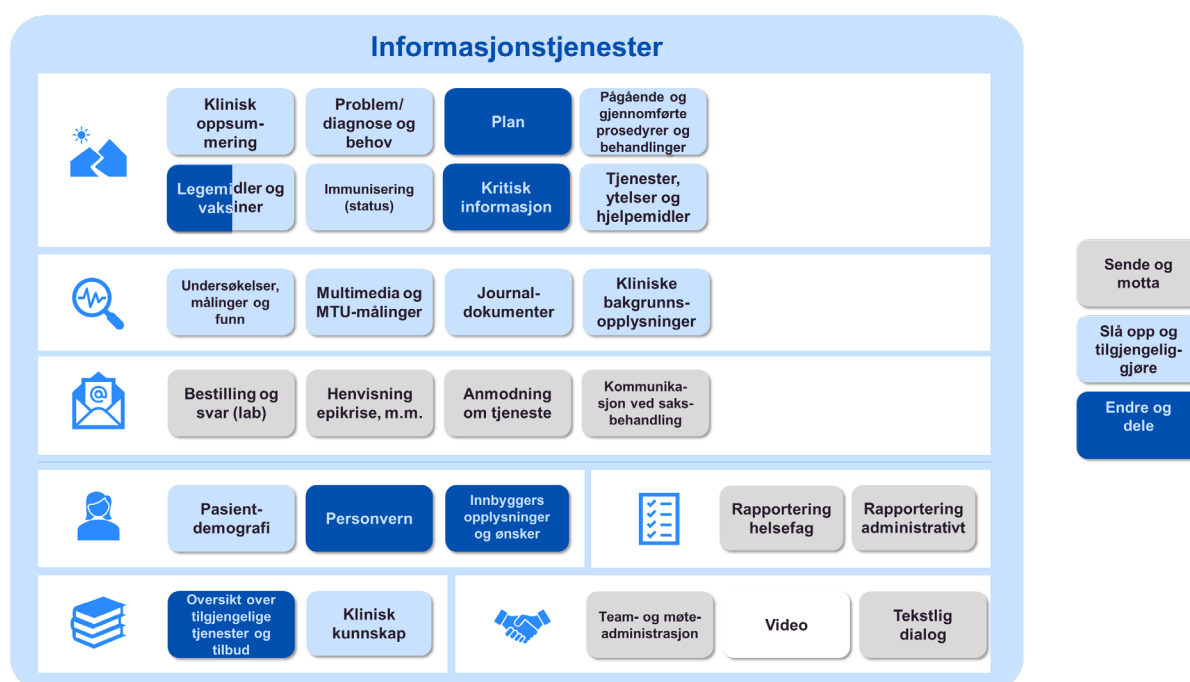 Informasjonstjenester
Klinisk
oppsum-
mering
Problem/
diagnose og
behov
Plan
Pågående og
gjennomførte
prosedyrer og
behandlinger
Legemidler og
vaksiner
Immunisering
(status)
Kritisk
informasjon
Tjenester,
ytelser og
hjelpemidler
Undersøkelser,
målinger og
funn
Multimedia og
MTU-målinger
Journal-
dokumenter
Kliniske
bakgrunns-
opplysninger
@
Bestilling og
svar (lab)
Henvisning
epikrise, m.m.
Anmodning
om tjeneste
Kommunika-
sjon ved saks-
behandling
Pasient-
demografi
Personvern
Innbyggers
opplysninger
og ønsker
Rapportering
helsefag
Rapportering
administrativt
Oversikt over
tilgjengelige
tjenester og
tilbud
Klinisk
kunnskap
Team- og møte-
administrasjon
Video
Tekstlig
dialog
Sende og
motta
Slå opp og
tilgjengelig-
gjøre
Endre og
dele